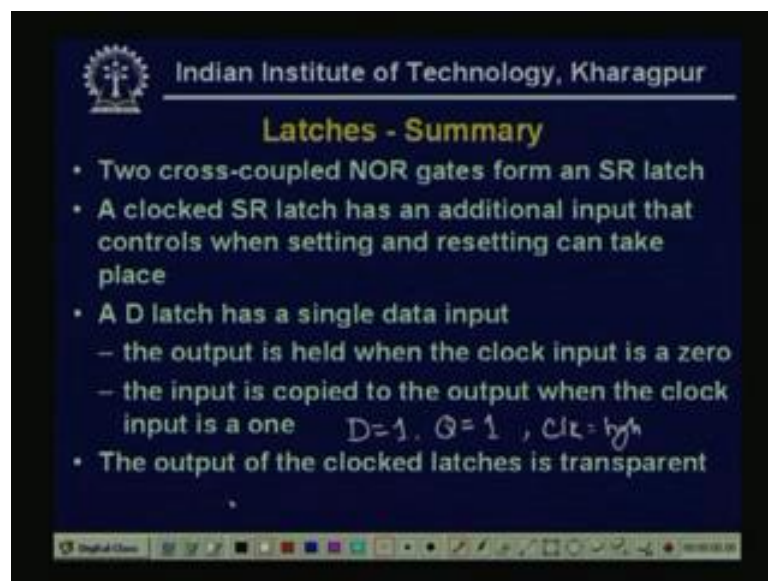 Indian Institute of Technology, Kharagpur
Latches - Summary
• Two cross-coupled NOR gates form an SR latch
• A clocked SR latch has an additional input that
controls when setting and resetting can take
place
• A D latch has a single data input
– the output is held when the clock input is a zero
– the input is copied to the output when the clock
input is a one D=1. Q=1 , Clk = high
• The output of the clocked latches is transparent